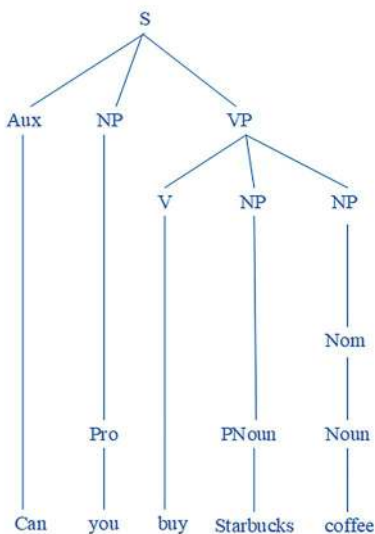 S
Aux NP VP
V NP NP
Nom
Pro PNoun Noun
Can you buy Starbucks coffee